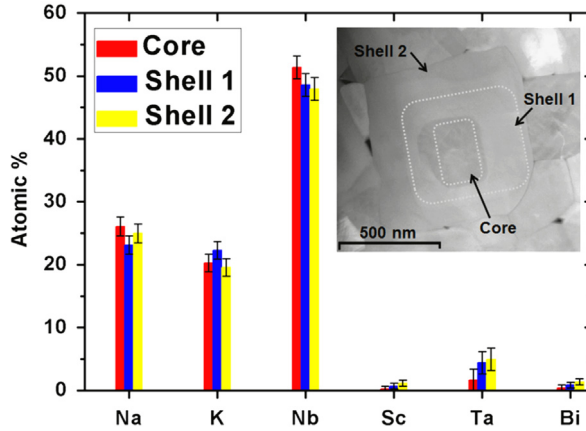 60
50
40
30
20
10
0
Atomic %
Core
Shell 1
Shell 2
Shell 2
Shell 1
Core
500 nm
Na K Nb Sc Ta Bi